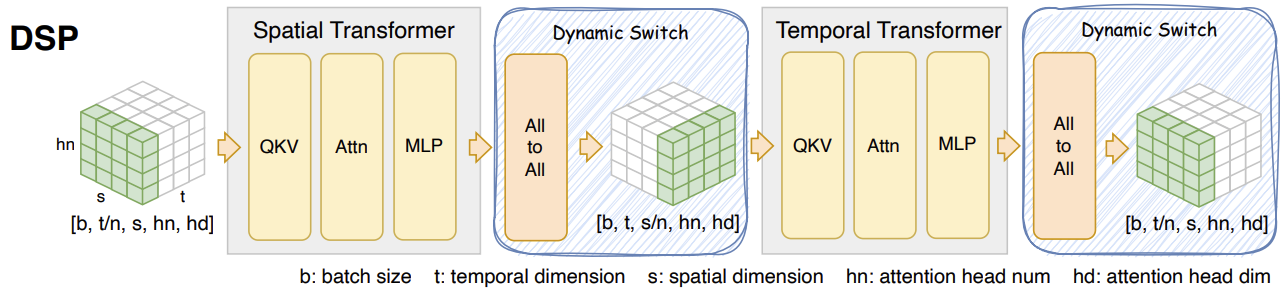 DSP
Spatial Transformer
Dynamic Switch
Temporal Transformer
Dynamic Switch
hn
s
t
[b, t/n, s, hn, hd]
QKV
Attn
MLP
All
to
All
[b, t, s/n, hn, hd]
QKV
Attn
MLP
All
to
All
[b, t/n, s, hn, hd]
b: batch size t: temporal dimension s: spatial dimension hn: attention head num hd: attention head dim